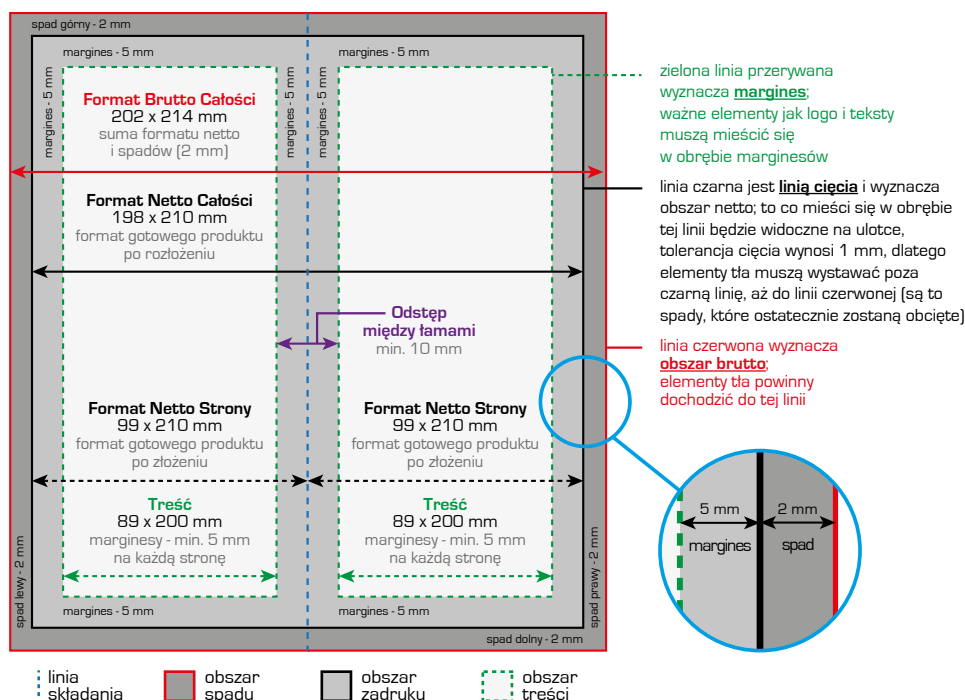 spad górny - 2 mm
margines - 5 mm
margines - 5 mm
margines - 5 mm
margines - 5 mm
margines - 5 mm
Format Brutto Całości
202 x 214 mm
suma formatu netto
i spadów (2 mm)
Format Netto Całości
198 x 210 mm
format gotowego produktu
po rozłożeniu
Odstęp
między łamami
min. 10 mm
Format Netto Strony
99 x 210 mm
format gotowego produktu
po złożeniu
Format Netto Strony
99 x 210 mm
format gotowego produktu
po złożeniu
Treść
89 x 200 mm
marginesy - min. 5 mm
na każdą stronę
Treść
89 x 200 mm
marginesy - min. 5 mm
na każdą stronę
spad lewy - 2 mm
spad prawy - 2 mm
margines - 5 mm
margines - 5 mm
spad dolny - 2 mm
zielona linia przerywana
wyznacza margines;
ważne elementy jak logo i teksty
muszą mieścić się
w obrębie marginesów
linia czarna jest linią cięcia i wyznacza
obszar netto; to co mieści się w obrębie
tej linii będzie widoczne na ulotce,
tolerancja cięcia wynosi 1 mm, dlatego
elementy tła muszą wystawać poza
czarną linię, aż do linii czerwonej (są to
spady, które ostatecznie zostaną obcięte)
linia czerwona wyznacza
obszar brutto;
elementy tła powinny
dochodzić do tej linii
5 mm
margines
2 mm
spad
linia
składania
obszar
spadu
obszar
zadruku
obszar
treści